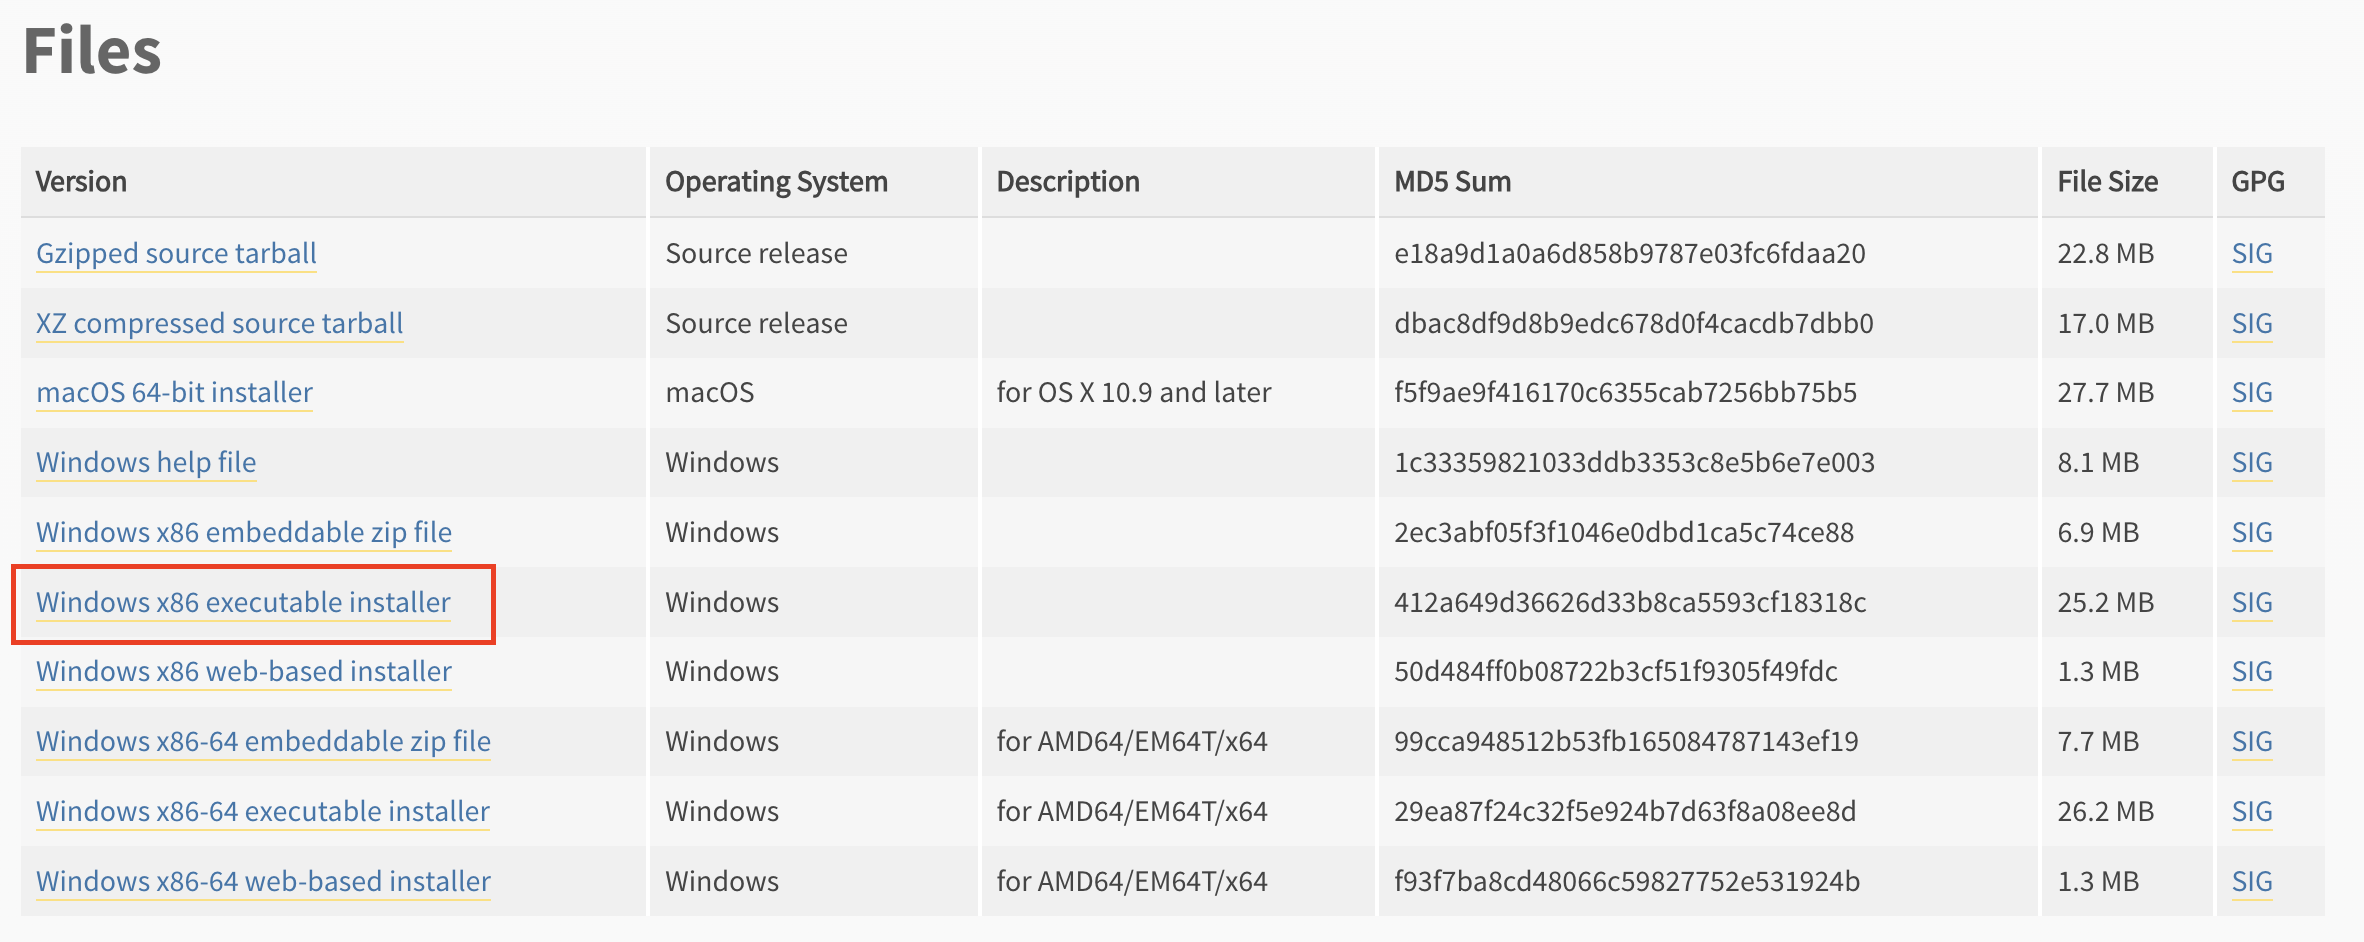 Files
Version Operating System Description MD5 Sum File Size GPG
Gzipped source tarball Source release e18a9d1a0a6d858b9787e03fc6fdaa20 22.8 MB SIG
XZ compressed source tarball Source release dbac8df9d8b9edc678d0f4cacdb7dbb0 17.0 MB SIG
macOS 64-bit installer macOS for OS X 10.9 and later f5f9ae9f416170c6355cab7256bb75b5 27.7 MB SIG
Windows help file Windows 1c33359821033ddb3353c8e5b6e7e003 8.1 MB SIG
Windows x86 embeddable zip file Windows 2ec3abf05f3f1046e0dbd1ca5c74ce88 6.9 MB SIG
Windows x86 executable installer Windows 412a649d36626d33b8ca5593cf18318c 25.2 MB SIG
Windows x86 web-based installer Windows 50d484ff0b08722b3cf51f9305f49fdc 1.3 MB SIG
Windows x86-64 embeddable zip file Windows for AMD64/EM64T/x64 99cca948512b53fb165084787143ef19 7.7 MB SIG
Windows x86-64 executable installer Windows for AMD64/EM64T/x64 29ea87f24c32f5e924b7d63f8a08ee8d 26.2 MB SIG
Windows x86-64 web-based installer Windows for AMD64/EM64T/x64 f93f7ba8cd48066c59827752e531924b 1.3 MB SIG